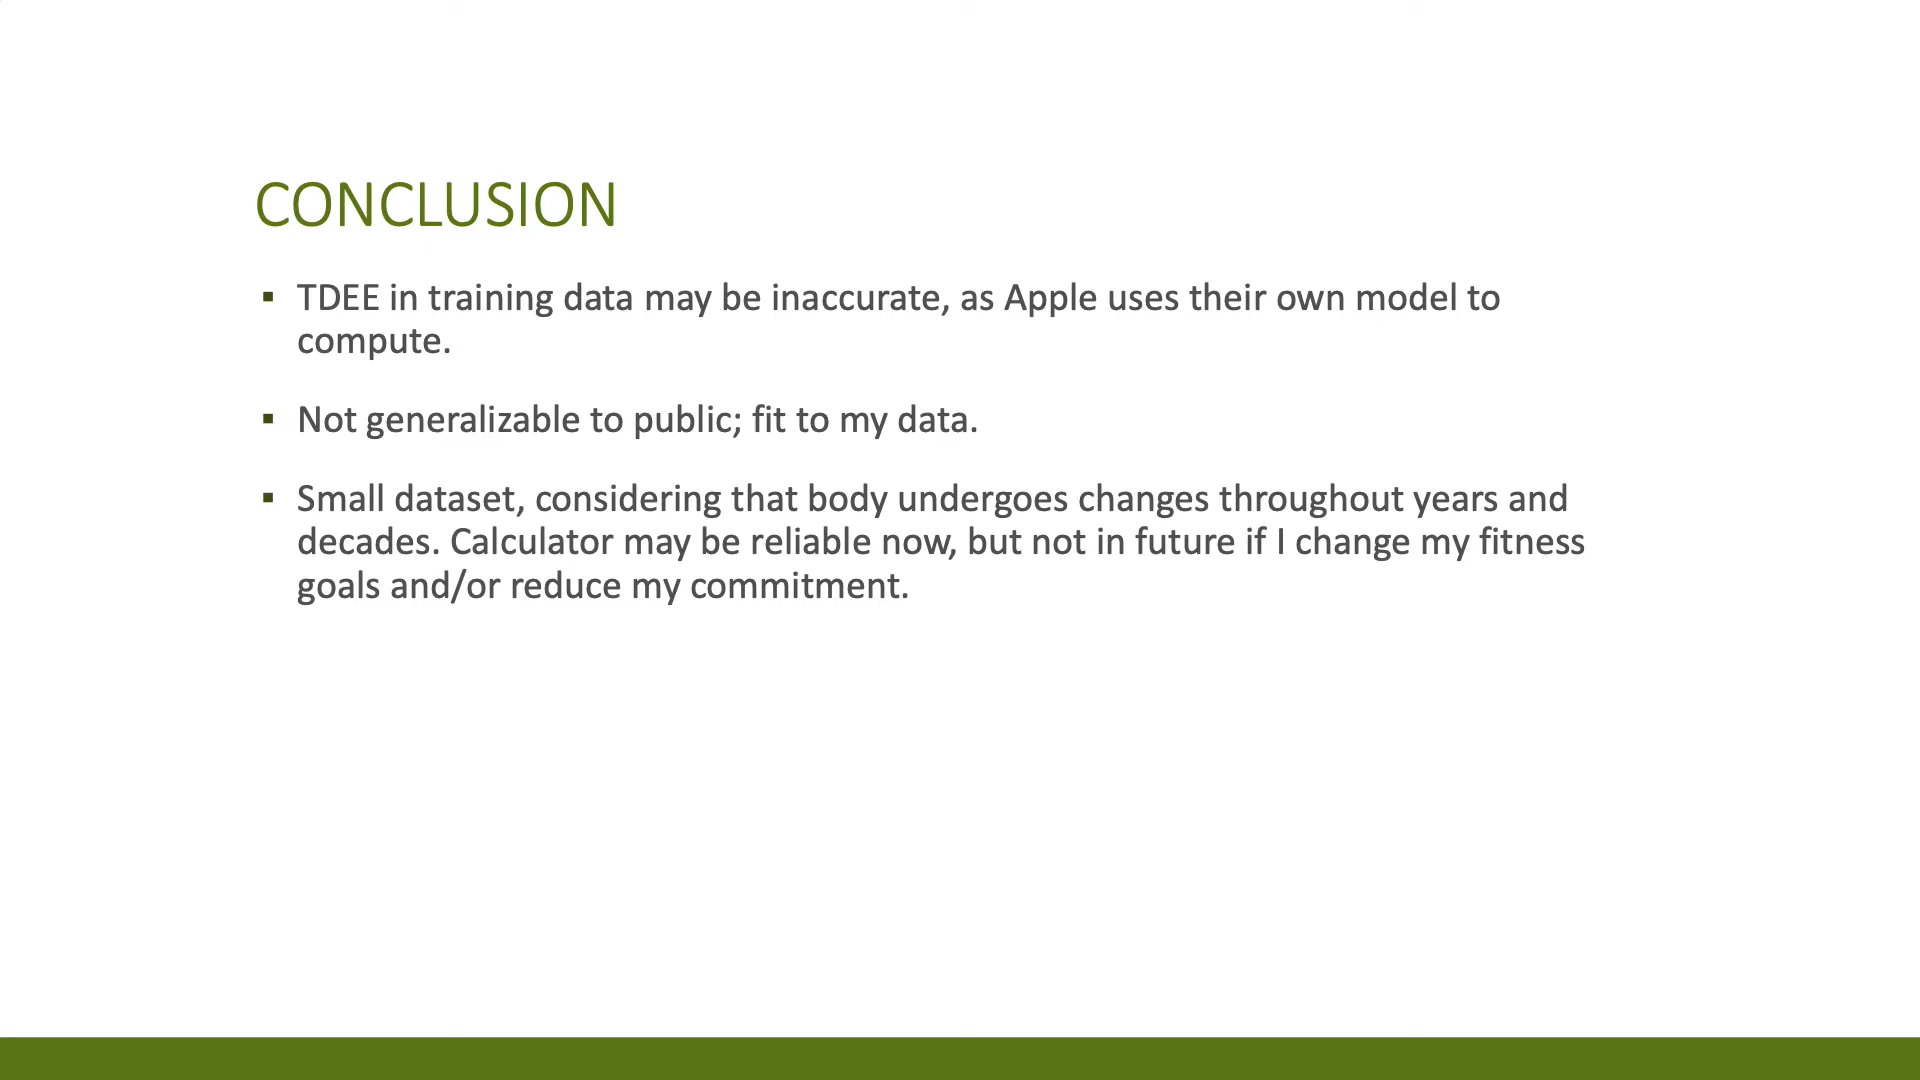 CONCLUSION
▪ TDEE in training data may be inaccurate, as Apple uses their own model to
compute.
▪ Not generalizable to public; fit to my data.
▪ Small dataset, considering that body undergoes changes throughout years and
decades. Calculator may be reliable now, but not in future if I change my fitness
goals and/or reduce my commitment.